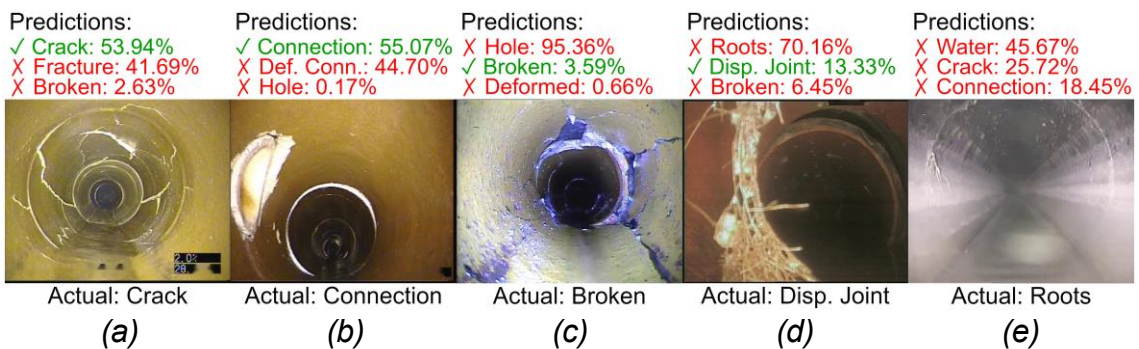 Predictions:
✓ Crack: 53.94%
✗ Fracture: 41.69%
✗ Broken: 2.63%
2.0%
28
Actual: Crack
(a)
Predictions:
✓ Connection: 55.07%
✗ Def. Conn.: 44.70%
✗ Hole: 0.17%
Actual: Connection
(b)
Predictions:
✗ Hole: 95.36%
✓ Broken: 3.59%
✗ Deformed: 0.66%
Actual: Broken
(c)
Predictions:
✗ Roots: 70.16%
✓ Disp. Joint: 13.33%
✗ Broken: 6.45%
Actual: Disp. Joint
(d)
Predictions:
✗ Water: 45.67%
✗ Crack: 25.72%
✗ Connection: 18.45%
Actual: Roots
(e)